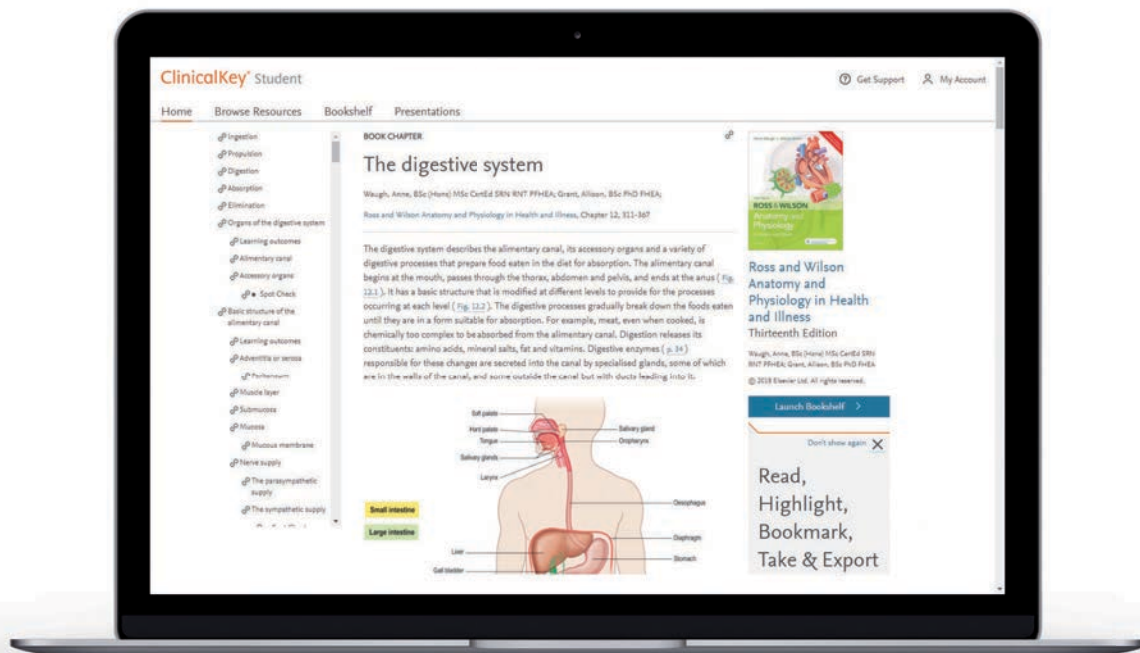 ClinicalKey® Student
Get Support
My Account
Home
Browse Resources
Bookshelf
Presentations
Ingestion
Propulsion
Digestion
Absorption
Elimination
Organs of the digestive system
Learning outcomes
Alimentary canal
Accessory organs
Spot Check
Basic structure of the
alimentary canal
Learning outcomes
Adventitia or serosa
Peritoneum
Muscle layer
Submucosa
Mucosa
Mucous membrane
Nerve supply
The parasympathetic
supply
The sympathetic supply
BOOK CHAPTER
The digestive system
Waugh, Anne, BSc (Hons) MSc CertEd SRN RNT PFHEA; Grant, Allison, BSc PhD FHEA;
Ross and Wilson Anatomy and Physiology in Health and Illness, Chapter 12, 311-367
The digestive system describes the alimentary canal, its accessory organs and a variety of
digestive processes that prepare food eaten in the diet for absorption. The alimentary canal
begins at the mouth, passes through the thorax, abdomen and pelvis, and ends at the anus ( Fig.
12.1 ). It has a basic structure that is modified at different levels to provide for the processes
occurring at each level ( Fig. 12.2 ). The digestive processes gradually break down the foods eaten
until they are in a form suitable for absorption. For example, meat, even when cooked, is
chemically too complex to be absorbed from the alimentary canal. Digestion releases its
constituents: amino acids, mineral salts, fat and vitamins. Digestive enzymes ( p. 34 )
responsible for these changes are secreted into the canal by specialised glands, some of which
are in the walls of the canal, and some outside the canal but with ducts leading into it.
Soft palate
Hard palate
Tongue
Salivary glands
Larynx
Salivary gland
Oropharynx
Oesophagus
Small intestine
Large intestine
Diaphragm
Liver
Stomach
Gall bladder
ROSS & WILSON
Anatomy and
Physiology
Ross and Wilson
Anatomy and
Physiology in Health
and Illness
Thirteenth Edition
Waugh, Anne, BSc (Hons) MSc CertEd SRN
RNT PFHEA; Grant, Allison, BSc PhD FHEA
© 2018 Elsevier Ltd. All rights reserved.
Launch Bookshelf >
Don't show again
Read,
Highlight,
Bookmark,
Take & Export